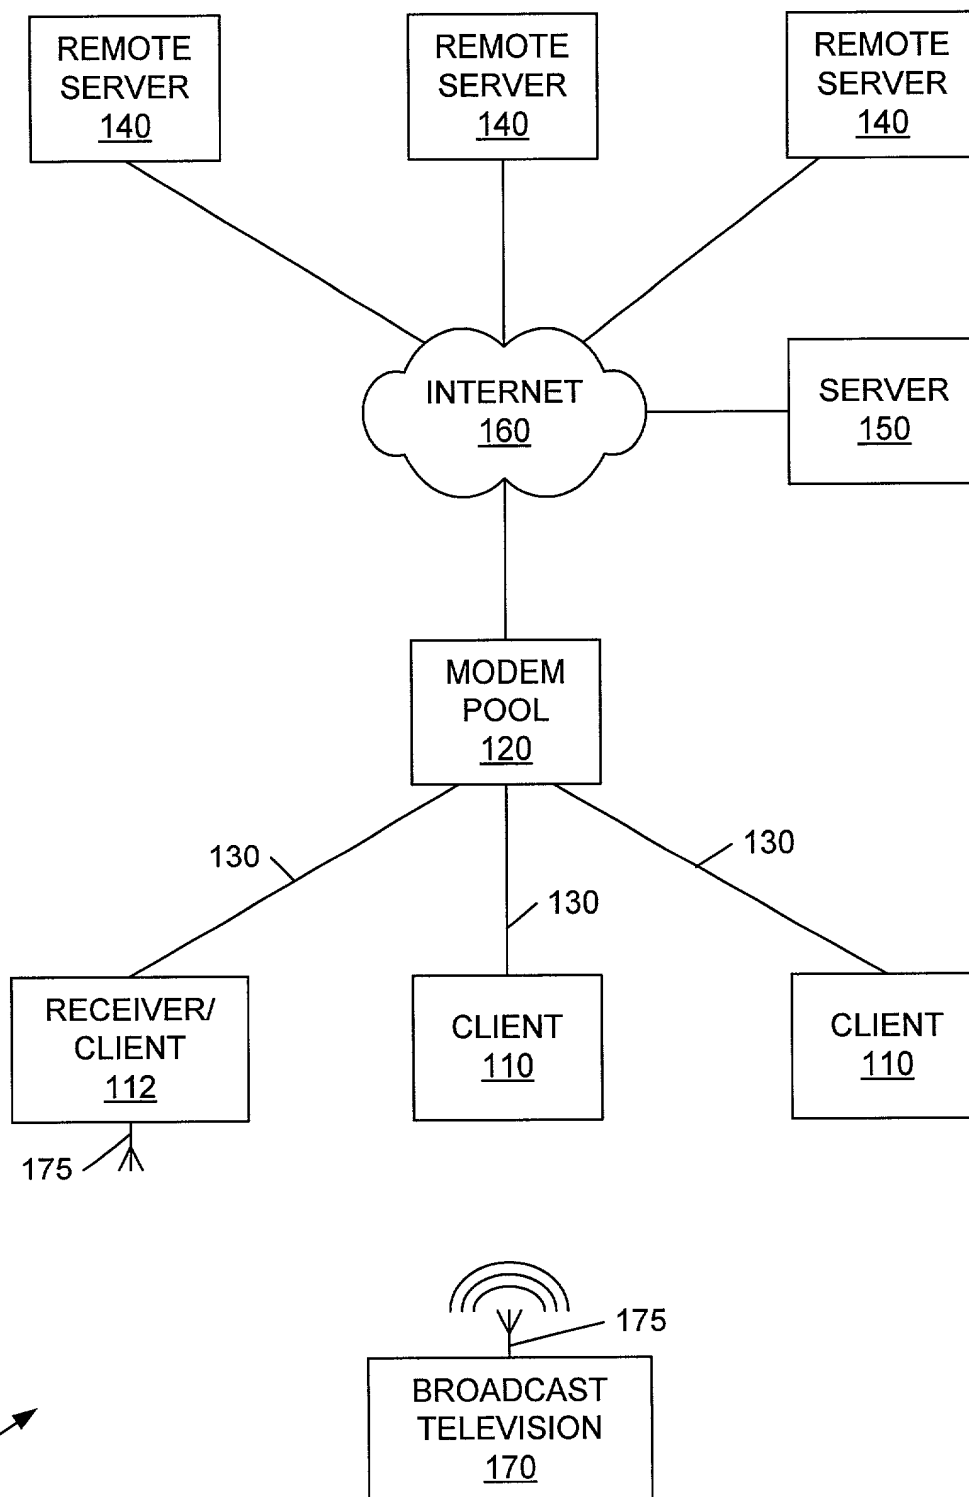 REMOTE
SERVER
140
REMOTE
SERVER
140
REMOTE
SERVER
140
INTERNET
160
SERVER
150
MODEM
POOL
120
130
130
130
RECEIVER/
CLIENT
112
CLIENT
110
CLIENT
110
175
175
BROADCAST
TELEVISION
170